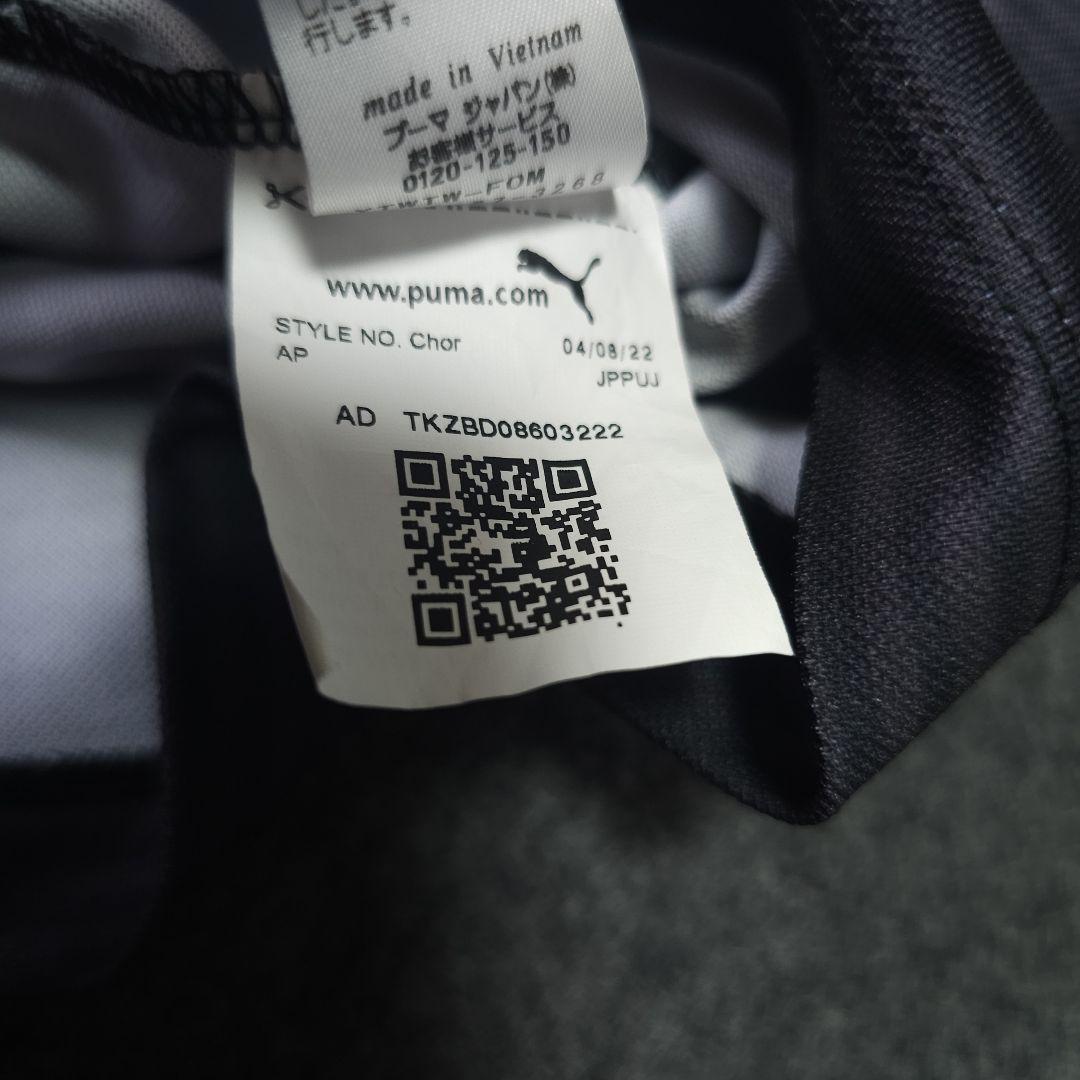 行します。
made in Vietnam
プーマ ジャパン(株)
お客様サービス
0120-125-150
www.puma.com
STYLE NO. Chor
AP
04/08/22
JPPUJ
AD TKZBD08603222